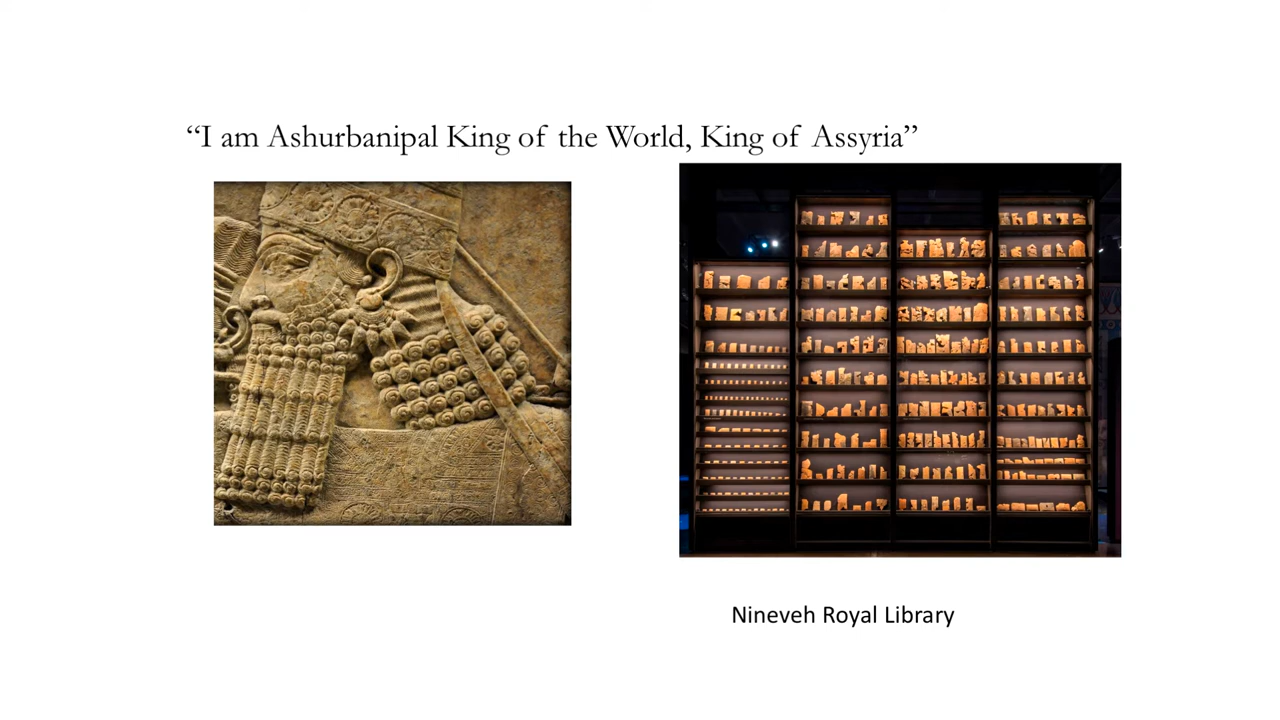 “I am Ashurbanipal King of the World, King of Assyria”
Nineveh Royal Library